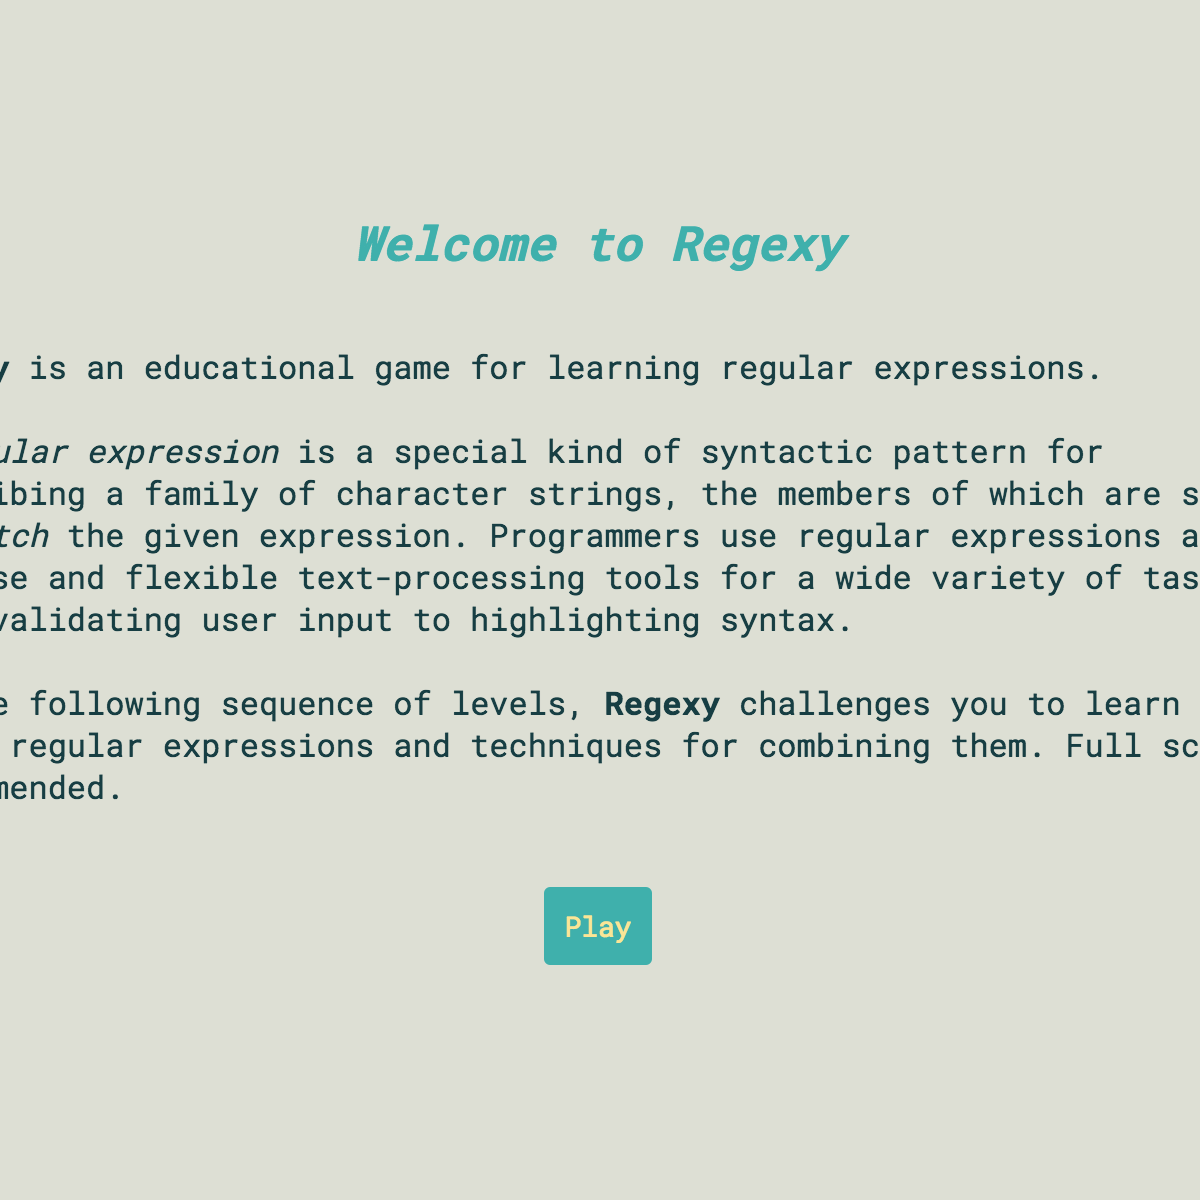 Welcome to Regexy
y is an educational game for learning regular expressions.
ular expression is a special kind of syntactic pattern for
ibing a family of character strings, the members of which are s
tch the given expression. Programmers use regular expressions a
se and flexible text-processing tools for a wide variety of tas
validating user input to highlighting syntax.
e following sequence of levels, Regexy challenges you to learn
regular expressions and techniques for combining them. Full sc
mended.
Play